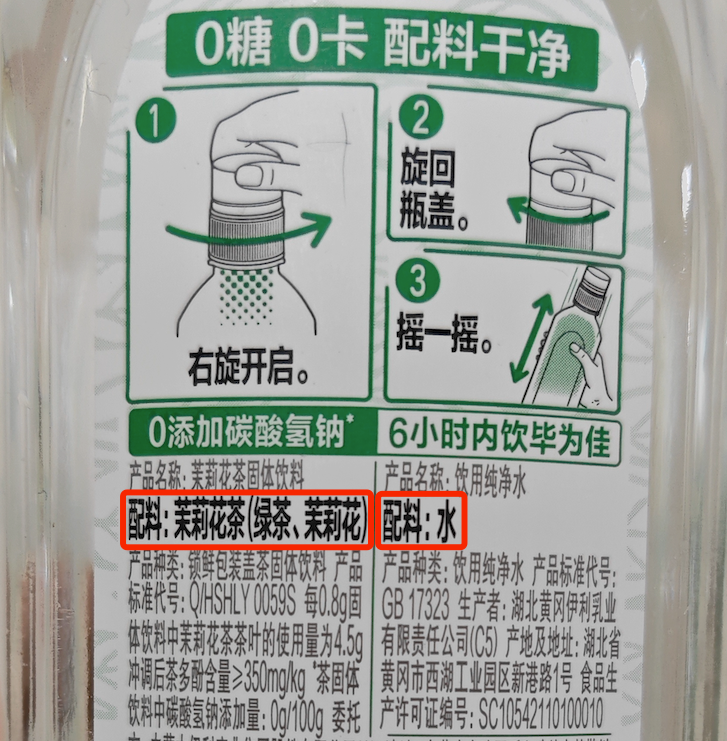 0糖 0卡 配料干净
1
右旋开启。
2
旋回
瓶盖。
3
摇一摇。
0添加碳酸氢钠*
6小时内饮毕为佳
产品名称：茉莉花茶固体饮料
配料：茉莉花茶(绿茶、茉莉花)
产品种类：锁鲜包装盖茶固体饮料 产品
标准代号：Q/HSHLY 0059S 每0.8g固
体饮料中茉莉花茶茶叶的使用量为4.5g
冲调后茶多酚含量≥350mg/kg *茶固体
饮料中碳酸氢钠添加量：0g/100g 委托
产品名称：饮用纯净水
配料：水
产品种类：饮用纯净水 产品标准代号：
GB 17323 生产者：湖北黄冈伊利乳业
有限责任公司(C5) 产地及地址：湖北省
黄冈市西湖工业园区新港路1号 食品生
产许可证编号：SC10542110100010